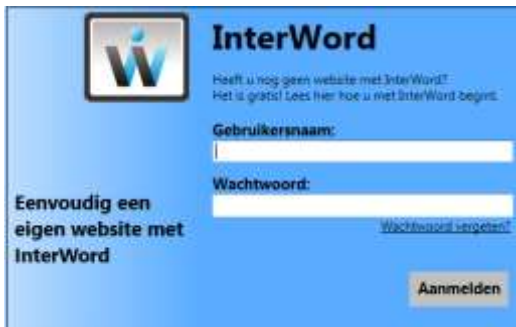 InterWord
Heeft u nog geen website met InterWord?
Het is gratis! Lees hier hoe u met InterWord begint.
Gebruikersnaam:
Wachtwoord:
Wachtwoord vergeten?
Eenvoudig een
eigen website met
InterWord
Aanmelden